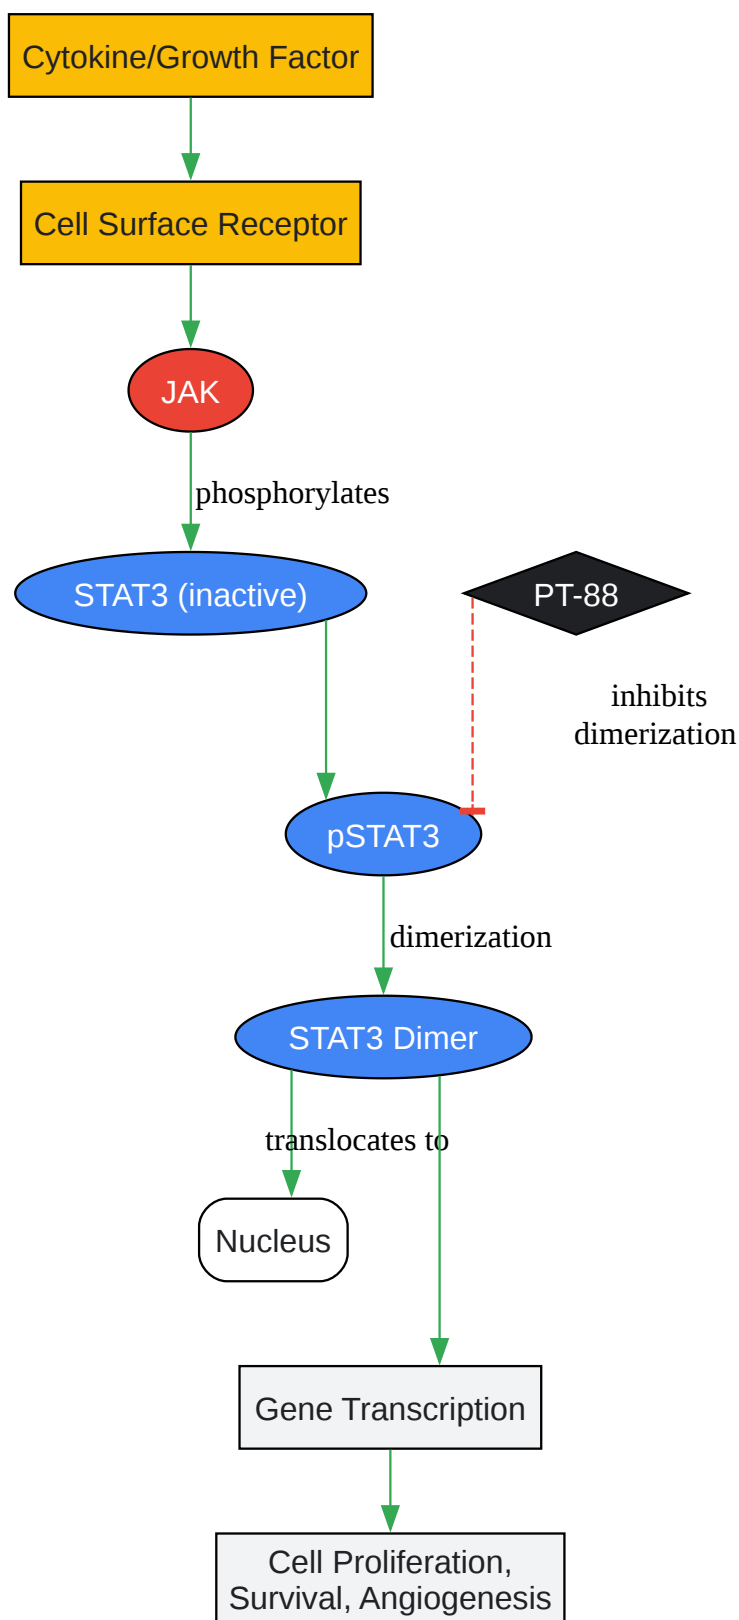 Cytokine/Growth Factor
Cell Surface Receptor
JAK
phosphorylates
STAT3 (inactive)
PT-88
inhibits
dimerization
pSTAT3
dimerization
STAT3 Dimer
translocates to
Nucleus
Gene Transcription
Cell Proliferation,
Survival, Angiogenesis